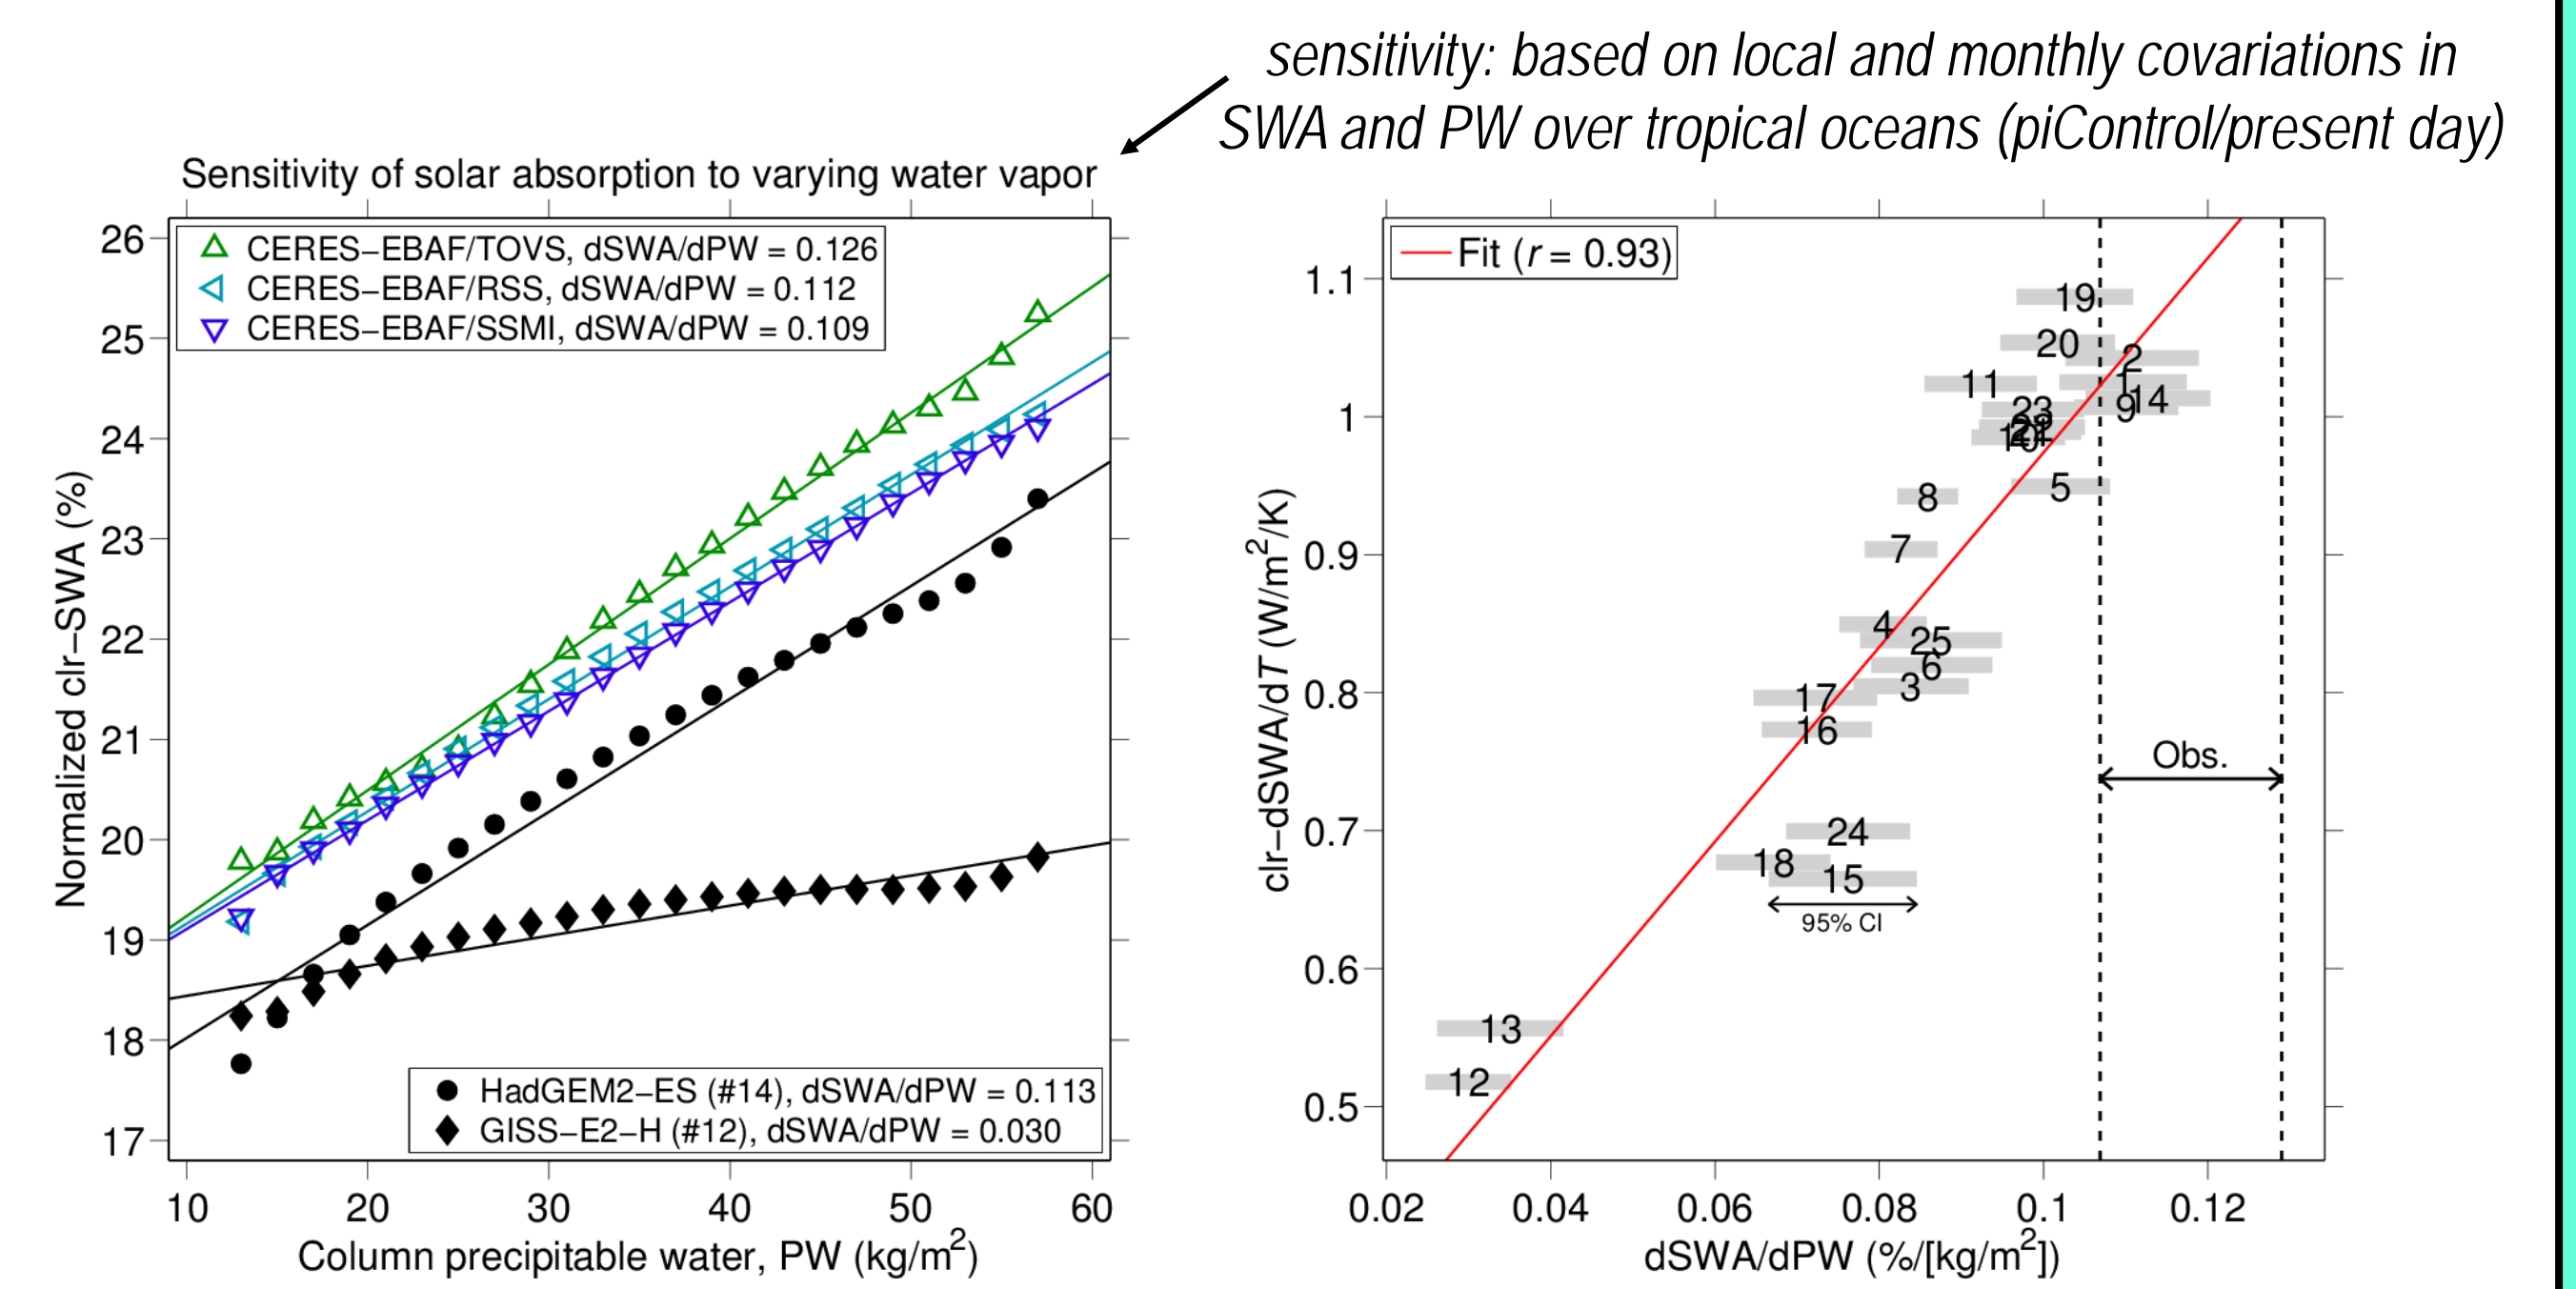 sensitivity: based on local and monthly covariations in
SWA and PW over tropical oceans (piControl/present day)
Sensitivity of solar absorption to varying water vapor
CERES−EBAF/TOVS, dSWA/dPW = 0.126
CERES−EBAF/RSS, dSWA/dPW = 0.112
CERES−EBAF/SSMI, dSWA/dPW = 0.109
26
25
24
23
22
21
20
19
18
17
Normalized clr−SWA (%)
HadGEM2−ES (#14), dSWA/dPW = 0.113
GISS−E2−H (#12), dSWA/dPW = 0.030
10 20 30 40 50 60
Column precipitable water, PW (kg/m²)
Fit (r = 0.93)
1.1
1
0.9
0.8
0.7
0.6
0.5
clr−dSWA/dT (W/m²/K)
19
20
2
11
1
14
9
23
5
8
7
4
25
6
3
17
16
Obs.
24
18
15
95% CI
13
12
0.02 0.04 0.06 0.08 0.1 0.12
dSWA/dPW (%/[kg/m²])